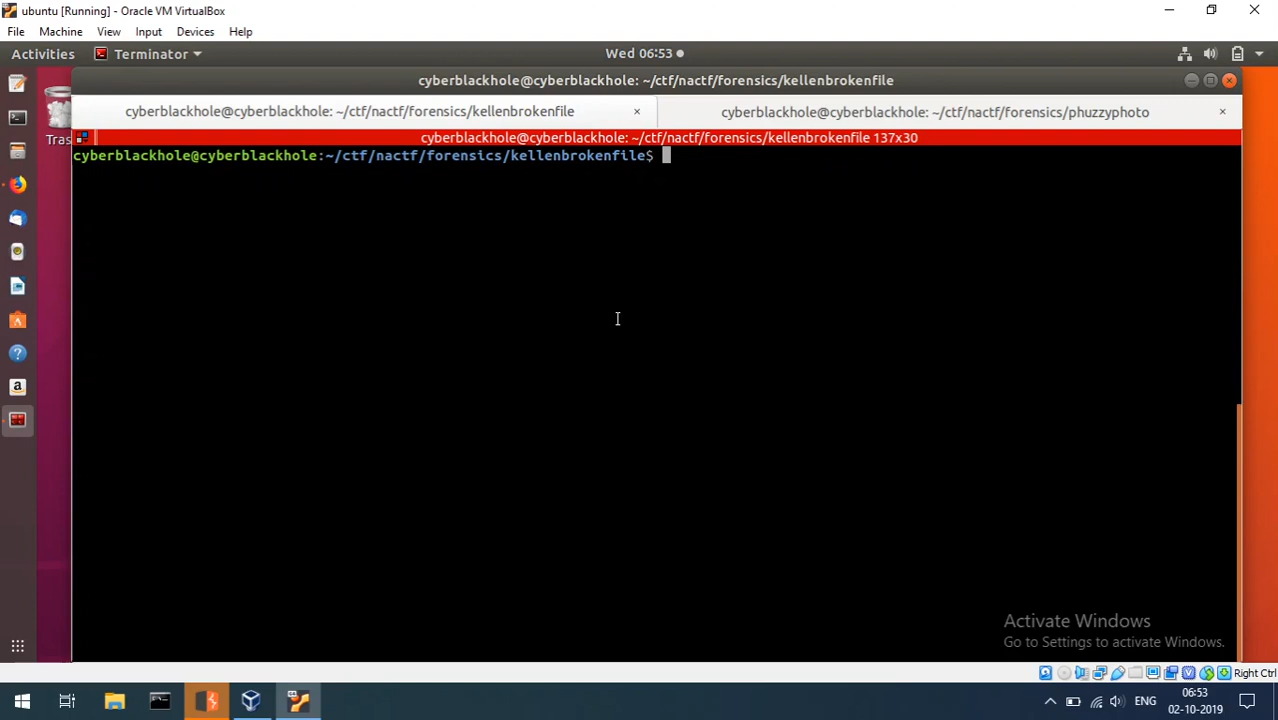 ubuntu [Running] - Oracle VM VirtualBox
File Machine View Input Devices Help
Activities Terminator Wed 06:53
cyberblackhole@cyberblackhole: ~/ctf/nactf/forensics/kellenbrokenfile
cyberblackhole@cyberblackhole: ~/ctf/nactf/forensics/kellenbrokenfile × cyberblackhole@cyberblackhole: ~/ctf/nactf/forensics/phuzzyphoto ×
Tras
cyberblackhole@cyberblackhole: ~/ctf/nactf/forensics/kellenbrokenfile 137x30
cyberblackhole@cyberblackhole:~/ctf/nactf/forensics/kellenbrokenfile$
Activate Windows
Go to Settings to activate Windows.
Right Ctrl
ENG
06:53
02-10-2019